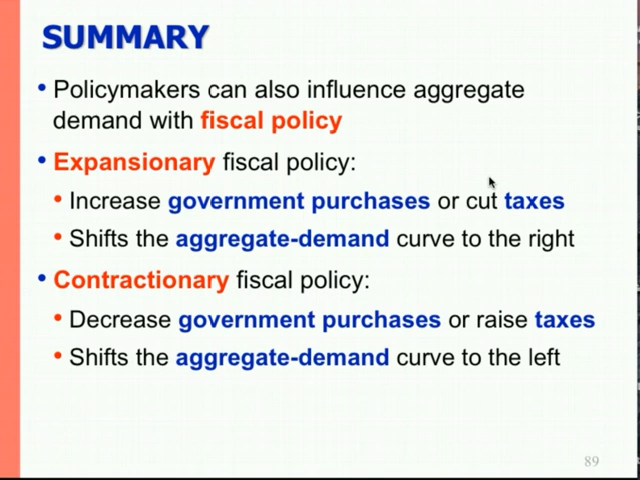 SUMMARY
• Policymakers can also influence aggregate
demand with fiscal policy
• Expansionary fiscal policy:
• Increase government purchases or cut taxes
• Shifts the aggregate-demand curve to the right
• Contractionary fiscal policy:
• Decrease government purchases or raise taxes
• Shifts the aggregate-demand curve to the left
89